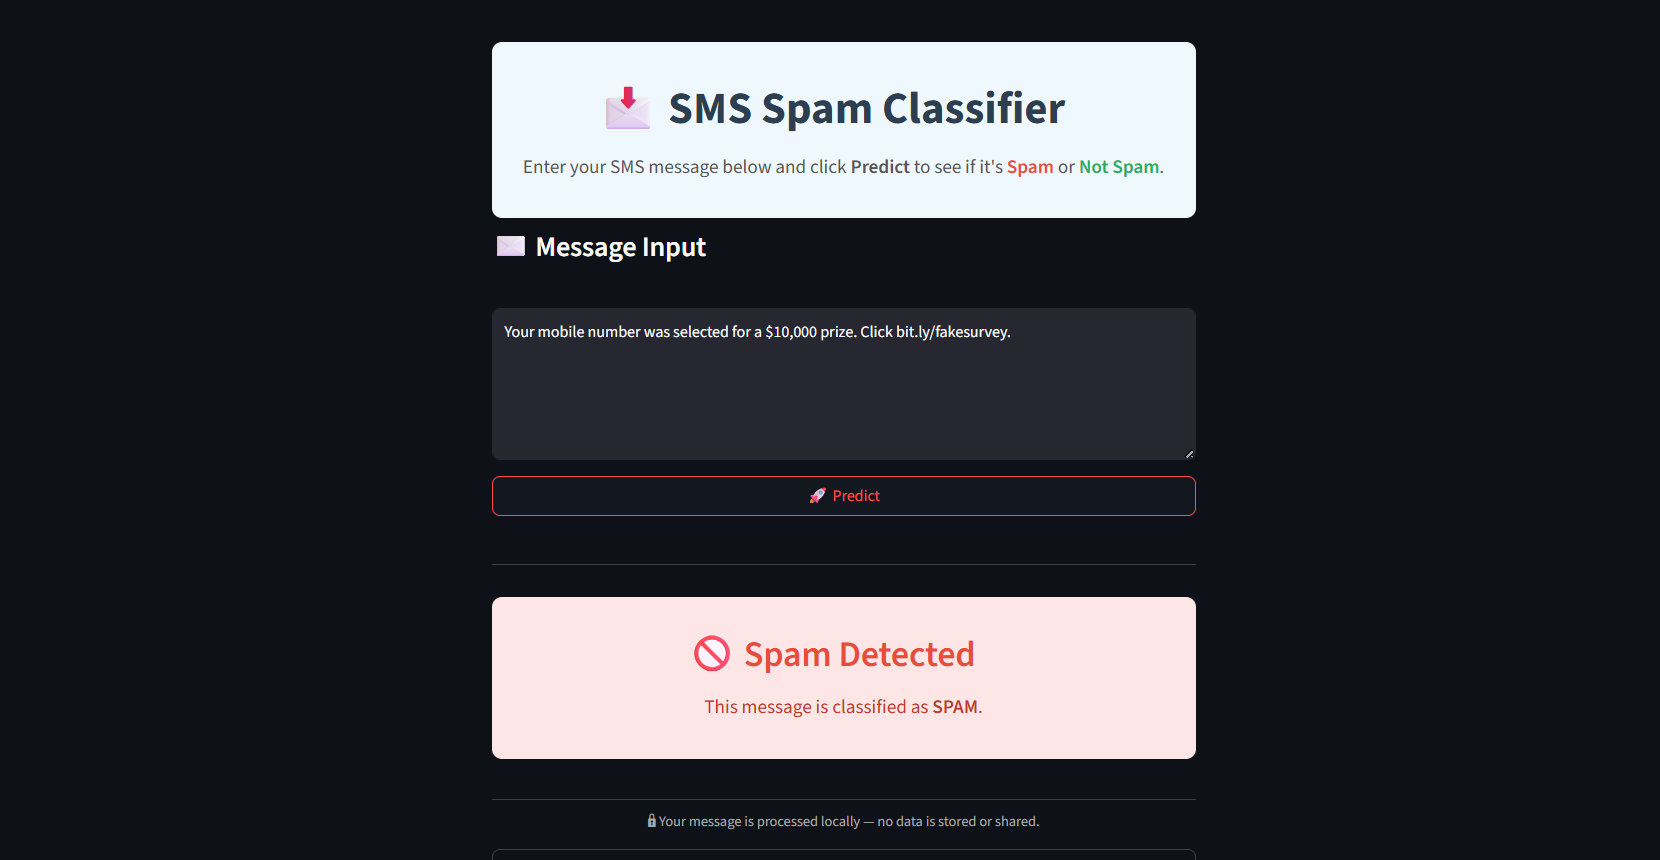 SMS Spam Classifier
Enter your SMS message below and click Predict to see if it's Spam or Not Spam.
Message Input
Your mobile number was selected for a $10,000 prize. Click bit.ly/fakesurvey.
Predict
Spam Detected
This message is classified as SPAM.
Your message is processed locally — no data is stored or shared.